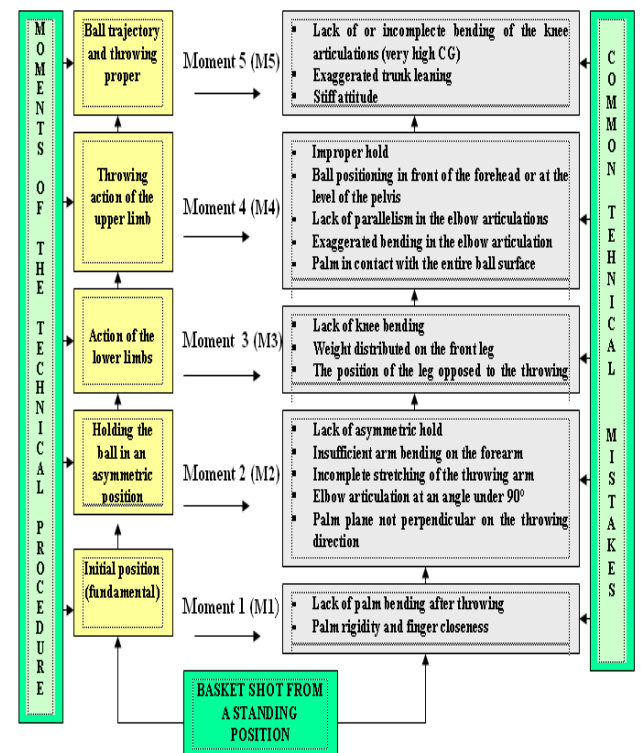 MOMENTS OF THE TECHNICAL PROCEDURE
Ball trajectory
and throwing
proper
Moment 5 (M5)
Lack of or incomplecte bending of the knee
articulations (very high CG)
Exaggerated trunk leaning
Stiff attitude
Throwing
action of the
upper limb
Moment 4 (M4)
Improper hold
Ball positioning in front of the forehead or at the
level of the pelvis
Lack of parallelism in the elbow articulations
Exaggerated bending in the elbow articulation
Palm in contact with the entire ball surface
Action of the
lower limbs
Moment 3 (M3)
Lack of knee bending
Weight distributed on the front leg
The position of the leg opposed to the throwing
Holding the
ball in an
asymmetric
position
Moment 2 (M2)
Lack of asymmetric hold
Insufficient arm bending on the forearm
Incomplete stretching of the throwing arm
Elbow articulation at an angle under 90°
Palm plane not perpendicular on the throwing
direction
Initial position
(fundamental)
Moment 1 (M1)
Lack of palm bending after throwing
Palm rigidity and finger closeness
COMMON TEHNICAL MISTAKES
BASKET SHOT FROM
A STANDING
POSITION